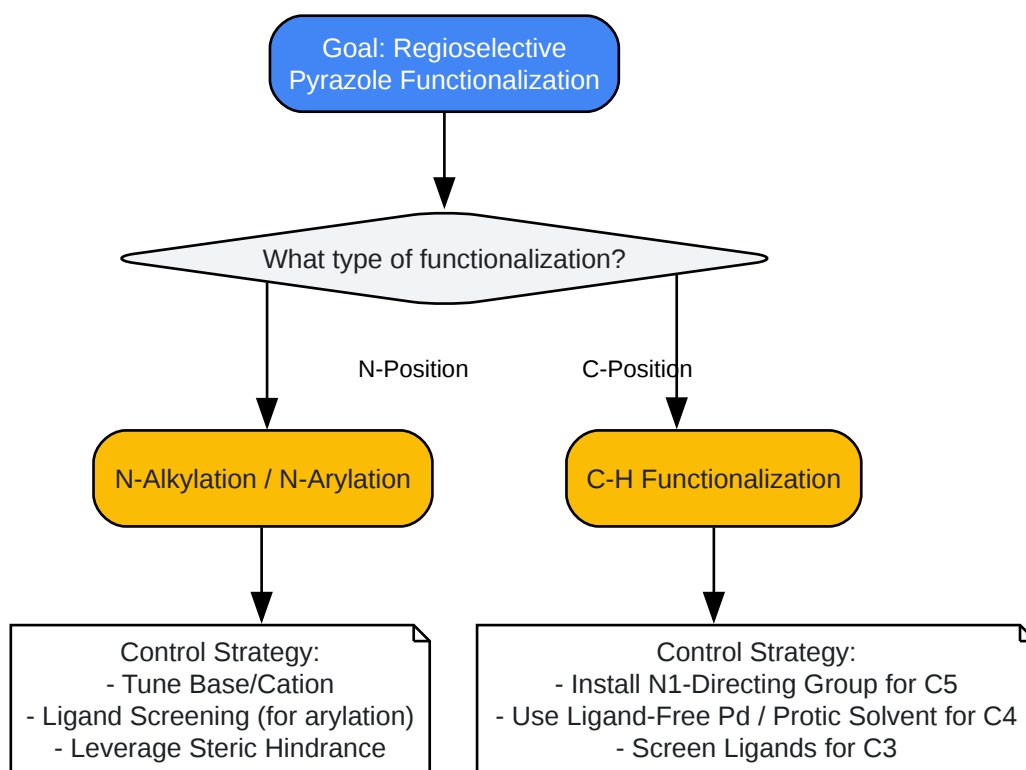 Goal: Regioselective
Pyrazole Functionalization
What type of functionalization?
N-Position
C-Position
N-Alkylation / N-Arylation
C-H Functionalization
Control Strategy:
- Tune Base/Cation
- Ligand Screening (for arylation)
- Leverage Steric Hindrance
Control Strategy:
- Install N1-Directing Group for C5
- Use Ligand-Free Pd / Protic Solvent for C4
- Screen Ligands for C3